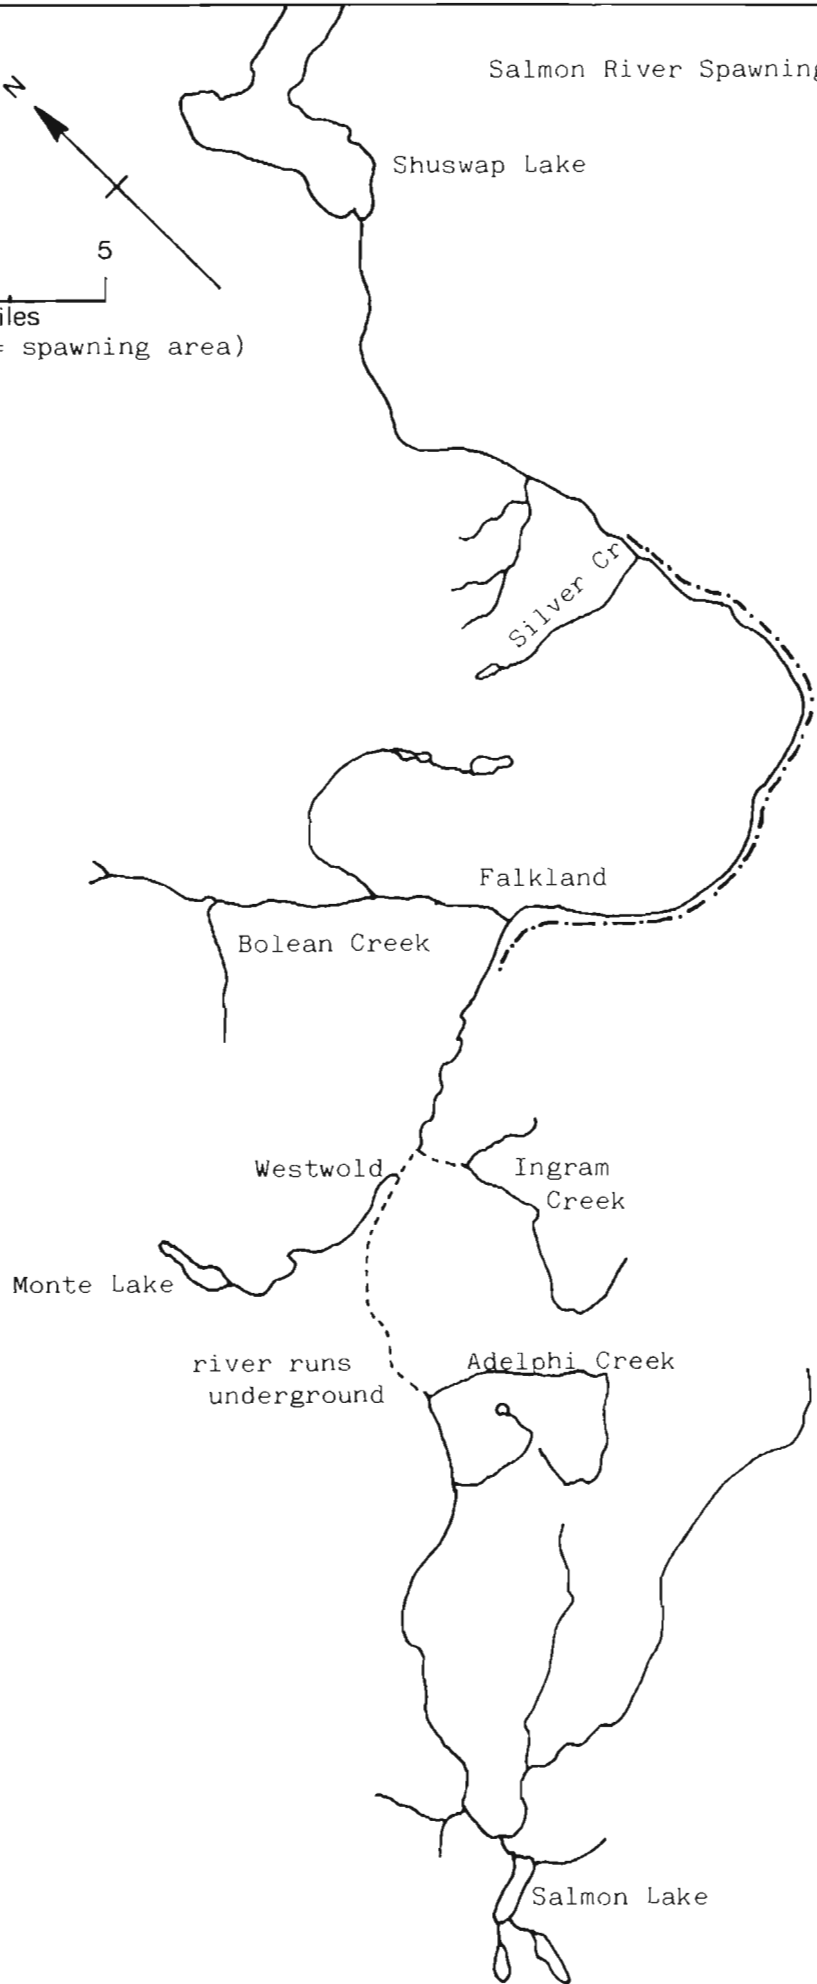 Salmon River Spawning
N
Shuswap Lake
5
iles
= spawning area)
Silver Cr
Falkland
Bolean Creek
Westwold
Ingram
Creek
Monte Lake
river runs
underground
Adelphi Creek
Salmon Lake